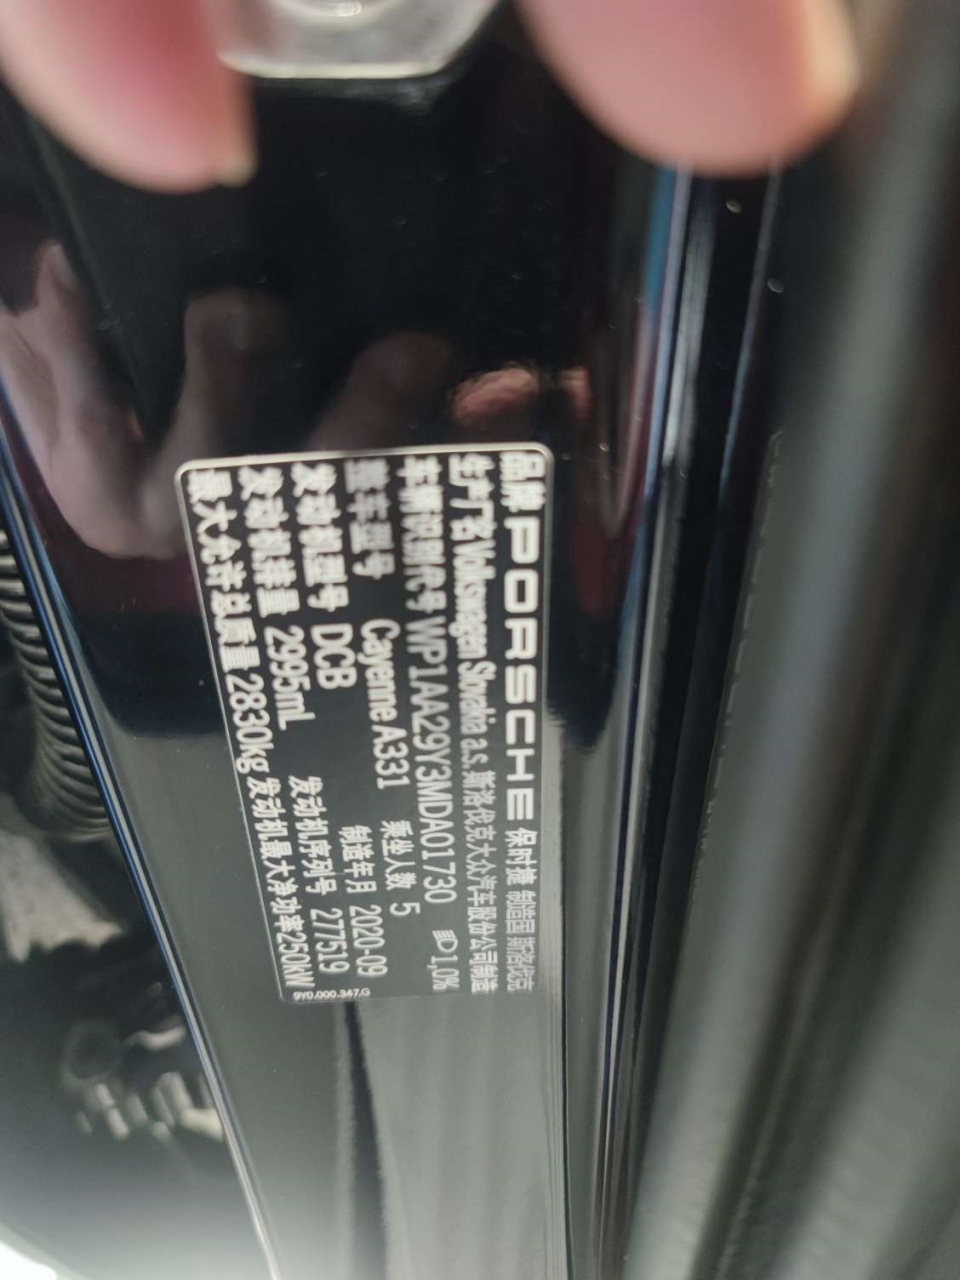 品牌 PORSCHE 保时捷 制造国 斯洛伐克
生产厂名 Volkswagen Slovakia a.s. 斯洛伐克大众汽车股份公司制造
车辆识别代号 WP1AA29Y3MDA01730 1,0%
整车型号 Cayenne A331 乘坐人数 5
发动机型号 DCB 制造年月 2020-09
发动机排量 2995mL 发动机序列号 277519
最大允许总质量 2830kg 发动机最大净功率250kW
9Y0.000.347.G